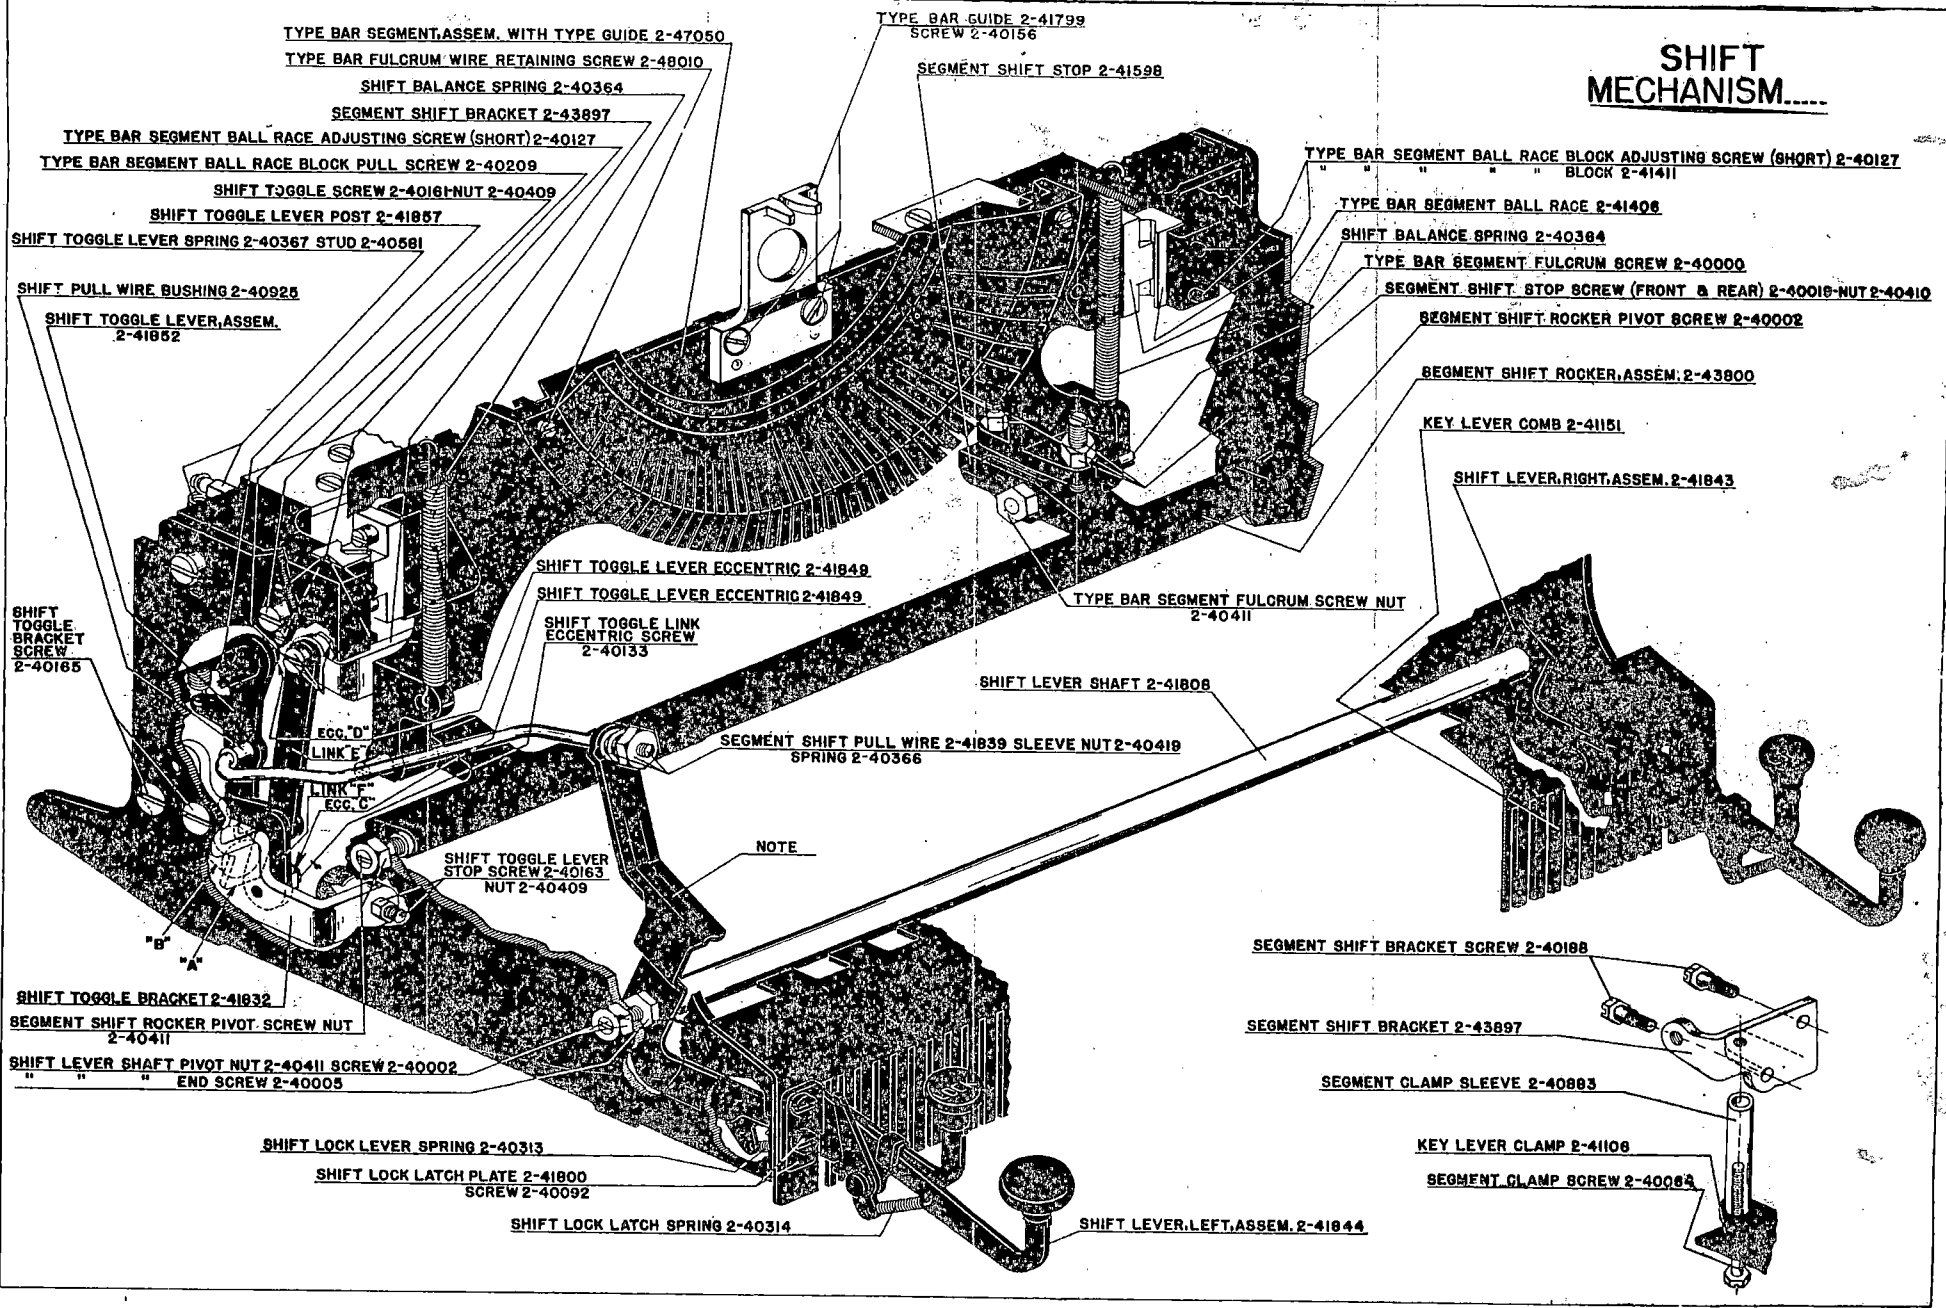 SHIFT
MECHANISM.....
TYPE BAR SEGMENT, ASSEM. WITH TYPE GUIDE 2-47050
TYPE BAR FULCRUM WIRE RETAINING SCREW 2-48010
SHIFT BALANCE SPRING 2-40364
SEGMENT SHIFT BRACKET 2-43897
TYPE BAR SEGMENT BALL RACE ADJUSTING SCREW (SHORT) 2-40127
TYPE BAR SEGMENT BALL RACE BLOCK PULL SCREW 2-40209
SHIFT TOGGLE SCREW 2-40161-NUT 2-40409
SHIFT TOGGLE LEVER POST 2-41857
SHIFT TOGGLE LEVER SPRING 2-40367 STUD 2-40581
SHIFT PULL WIRE BUSHING 2-40925
SHIFT TOGGLE LEVER, ASSEM.
2-41852
TYPE BAR GUIDE 2-41799
SCREW 2-40156
SEGMENT SHIFT STOP 2-41598
TYPE BAR SEGMENT BALL RACE BLOCK ADJUSTING SCREW (SHORT) 2-40127
" " " " " BLOCK 2-41411
TYPE BAR SEGMENT BALL RACE 2-41406
SHIFT BALANCE SPRING 2-40364
TYPE BAR SEGMENT FULCRUM SCREW 2-40000
SEGMENT SHIFT STOP SCREW (FRONT & REAR) 2-40019-NUT 2-40410
SEGMENT SHIFT ROCKER PIVOT SCREW 2-40002
SEGMENT SHIFT ROCKER, ASSEM. 2-43800
KEY LEVER COMB 2-41151
SHIFT LEVER, RIGHT, ASSEM. 2-41843
SHIFT TOGGLE LEVER ECCENTRIC 2-41849
SHIFT TOGGLE LEVER ECCENTRIC 2-41849
SHIFT TOGGLE LINK
ECCENTRIC SCREW
2-40133
TYPE BAR SEGMENT FULCRUM SCREW NUT
2-40411
SHIFT
TOGGLE
BRACKET
SCREW
2-40165
SHIFT LEVER SHAFT 2-41808
ECC. "D"
LINK "E"
LINK "F"
ECC. "C"
SEGMENT SHIFT PULL WIRE 2-41839 SLEEVE NUT 2-40419
SPRING 2-40366
NOTE
SHIFT TOGGLE LEVER
STOP SCREW 2-40163
NUT 2-40409
"B"
"A"
SHIFT TOGGLE BRACKET 2-41832
SEGMENT SHIFT ROCKER PIVOT SCREW NUT
2-40411
SHIFT LEVER SHAFT PIVOT NUT 2-40411 SCREW 2-40002
" " " END SCREW 2-40005
SHIFT LOCK LEVER SPRING 2-40313
SHIFT LOCK LATCH PLATE 2-41800
SCREW 2-40092
SHIFT LOCK LATCH SPRING 2-40314
SHIFT LEVER, LEFT, ASSEM. 2-41844
SEGMENT SHIFT BRACKET SCREW 2-40188
SEGMENT SHIFT BRACKET 2-43897
SEGMENT CLAMP SLEEVE 2-40883
KEY LEVER CLAMP 2-41106
SEGMENT CLAMP SCREW